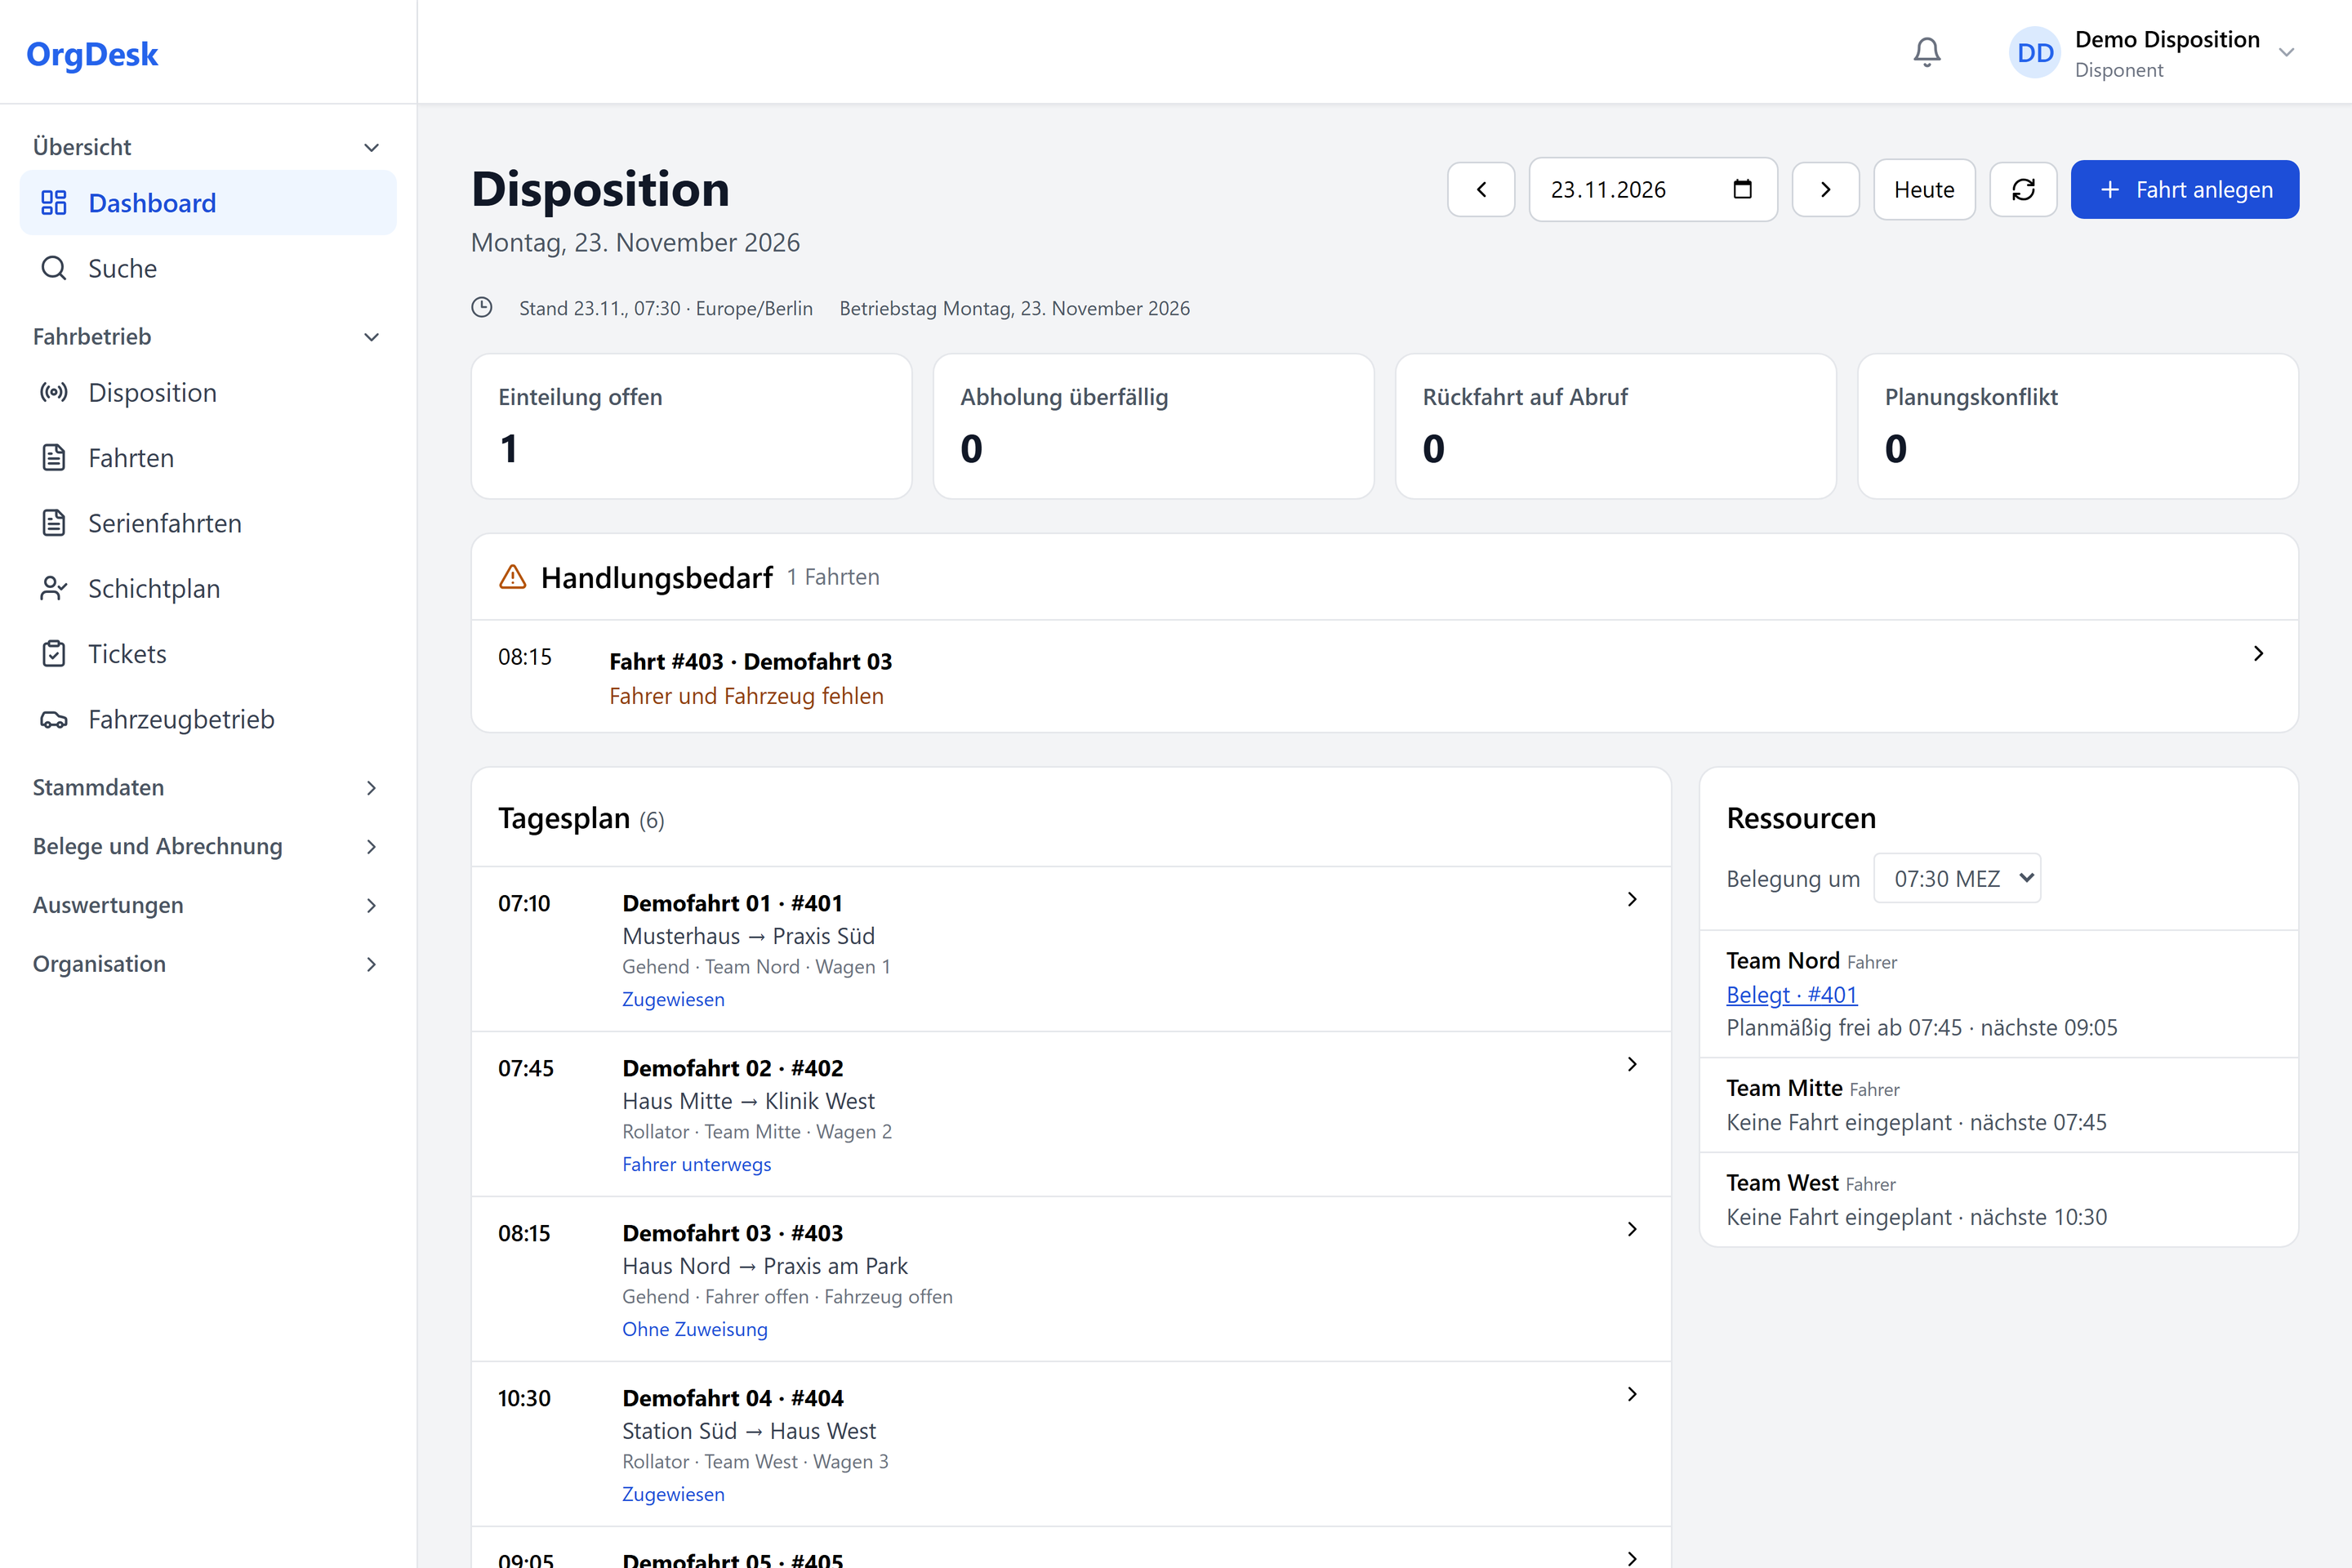 OrgDesk
Demo Disposition
DD
Disponent
Übersicht
Dashboard
Suche
Fahrbetrieb
Disposition
Fahrten
Serienfahrten
Schichtplan
Tickets
Fahrzeugbetrieb
Stammdaten
Belege und Abrechnung
Auswertungen
Organisation
Disposition
Montag, 23. November 2026
23.11.2026
Heute
Fahrt anlegen
Stand 23.11., 07:30 · Europe/Berlin Betriebstag Montag, 23. November 2026
Einteilung offen
1
Abholung überfällig
0
Rückfahrt auf Abruf
0
Planungskonflikt
0
Handlungsbedarf 1 Fahrten
08:15 Fahrt #403 · Demofahrt 03
Fahrer und Fahrzeug fehlen
Tagesplan (6)
07:10 Demofahrt 01 · #401
Musterhaus → Praxis Süd
Gehend · Team Nord · Wagen 1
Zugewiesen
07:45 Demofahrt 02 · #402
Haus Mitte → Klinik West
Rollator · Team Mitte · Wagen 2
Fahrer unterwegs
08:15 Demofahrt 03 · #403
Haus Nord → Praxis am Park
Gehend · Fahrer offen · Fahrzeug offen
Ohne Zuweisung
10:30 Demofahrt 04 · #404
Station Süd → Haus West
Rollator · Team West · Wagen 3
Zugewiesen
09:05 Demofahrt 05 · #405
Ressourcen
Belegung um 07:30 MEZ
Team Nord Fahrer
Belegt · #401
Planmäßig frei ab 07:45 · nächste 09:05
Team Mitte Fahrer
Keine Fahrt eingeplant · nächste 07:45
Team West Fahrer
Keine Fahrt eingeplant · nächste 10:30